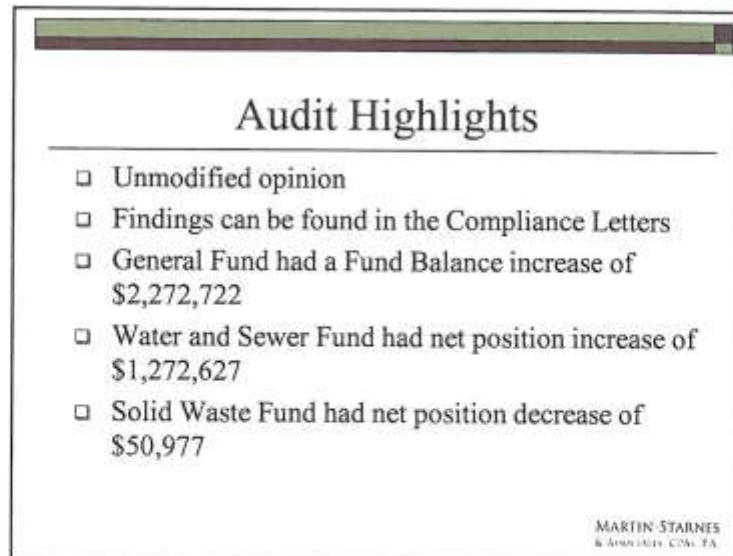 Audit Highlights
❑ Unmodified opinion
❑ Findings can be found in the Compliance Letters
❑ General Fund had a Fund Balance increase of
$2,272,722
❑ Water and Sewer Fund had net position increase of
$1,272,627
❑ Solid Waste Fund had net position decrease of
$50,977
MARTIN STARNES
& ASSOCIATES, CPAs, P.A.